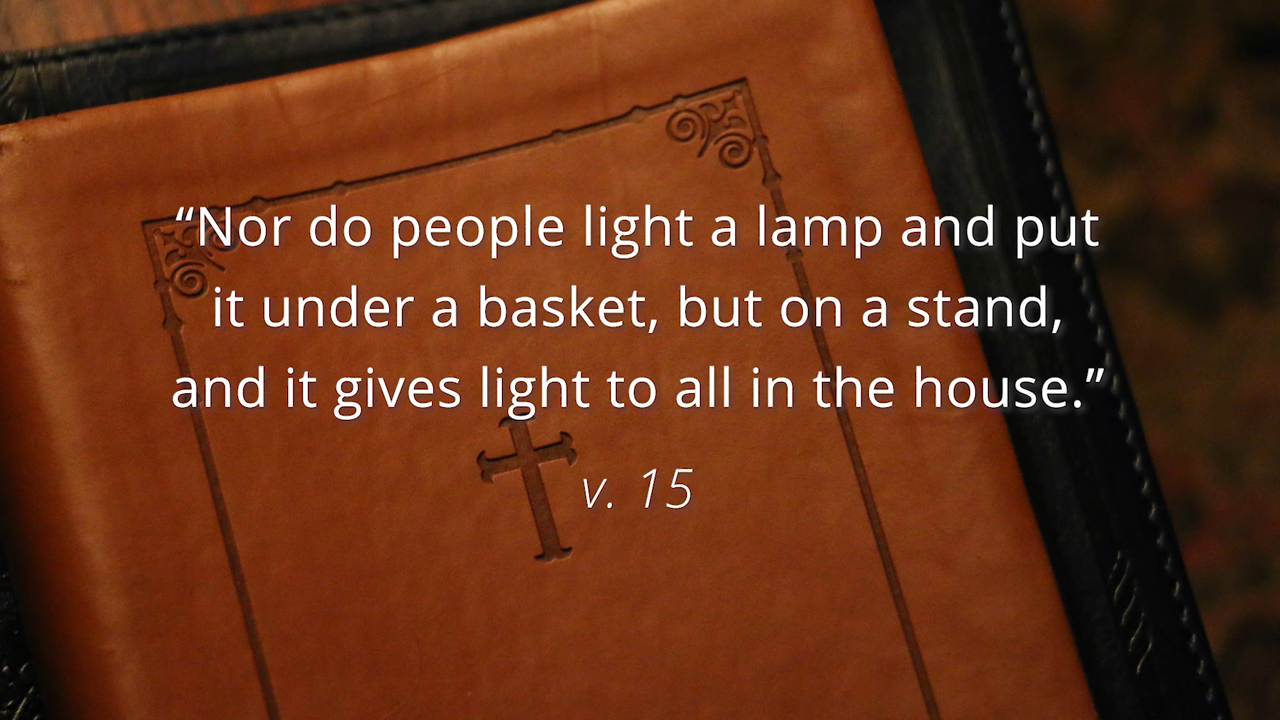 “Nor do people light a lamp and put
it under a basket, but on a stand,
and it gives light to all in the house.”
v. 15